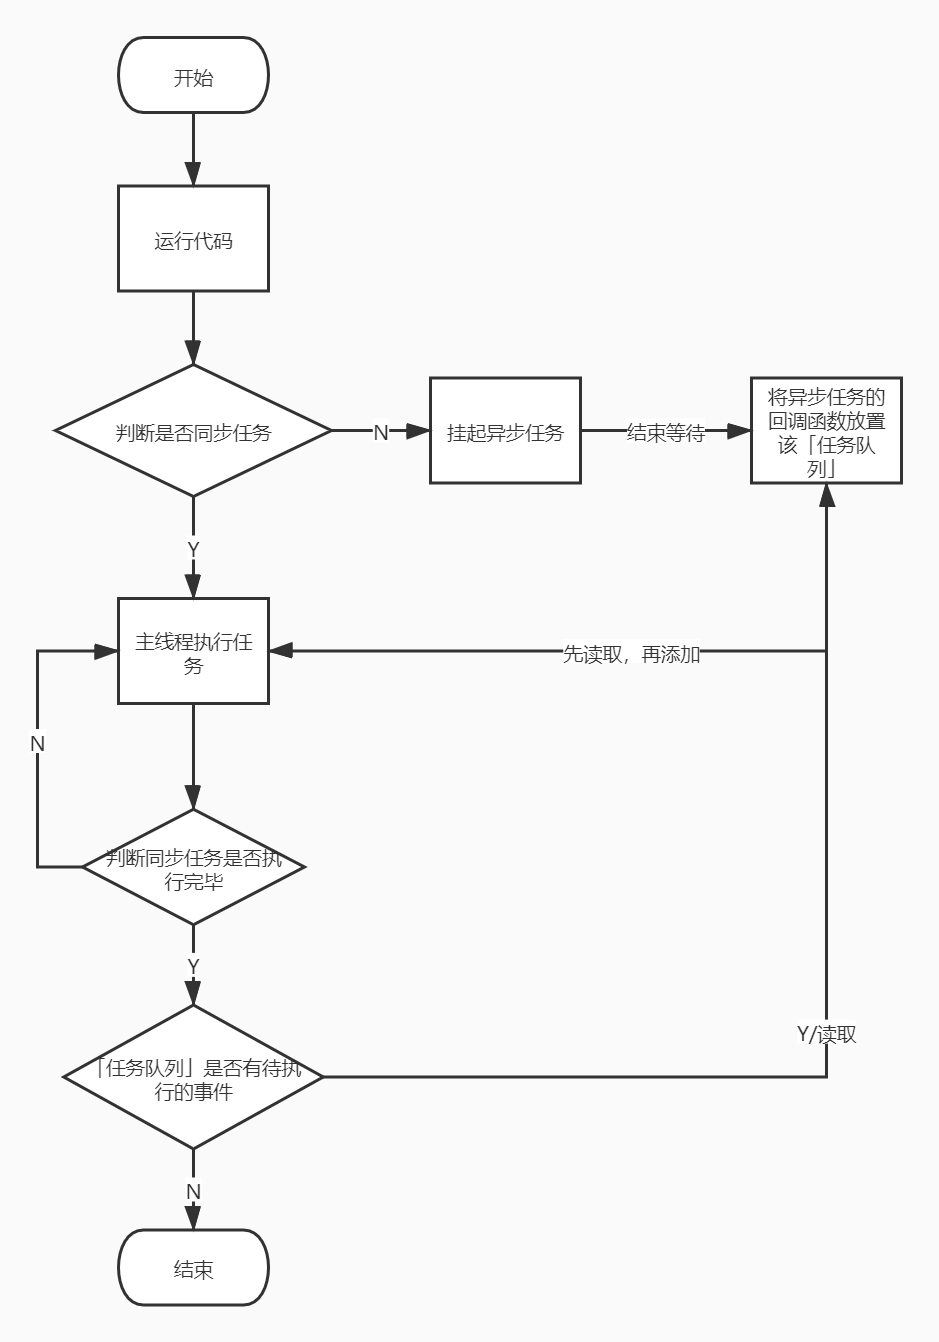 开始
运行代码
判断是否同步任务
N
挂起异步任务
结束等待
将异步任务的
回调函数放置
该「任务队
列」
Y
主线程执行任
务
先读取，再添加
N
判断同步任务是否执
行完毕
Y
「任务队列」是否有待执
行的事件
Y/读取
N
结束